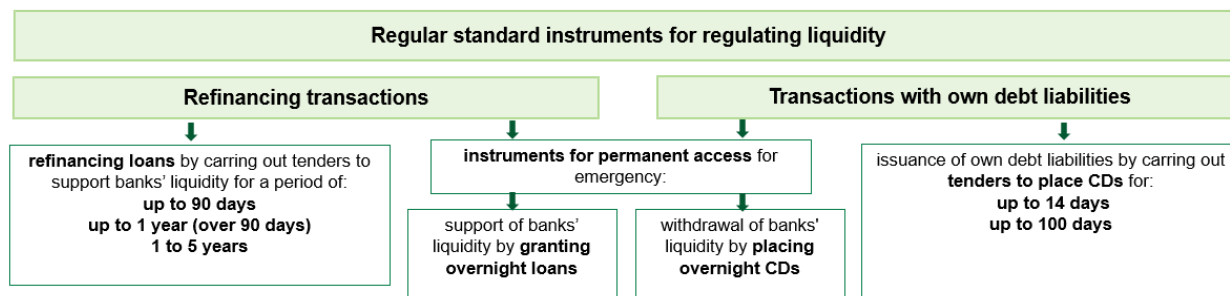 Regular standard instruments for regulating liquidity
Refinancing transactions
Transactions with own debt liabilities
refinancing loans by carrying out tenders to
support banks' liquidity for a period of:
up to 90 days
up to 1 year (over 90 days)
1 to 5 years
instruments for permanent access for
emergency:
support of banks'
liquidity by granting
overnight loans
withdrawal of banks'
liquidity by placing
overnight CDs
issuance of own debt liabilities by carrying out
tenders to place CDs for:
up to 14 days
up to 100 days